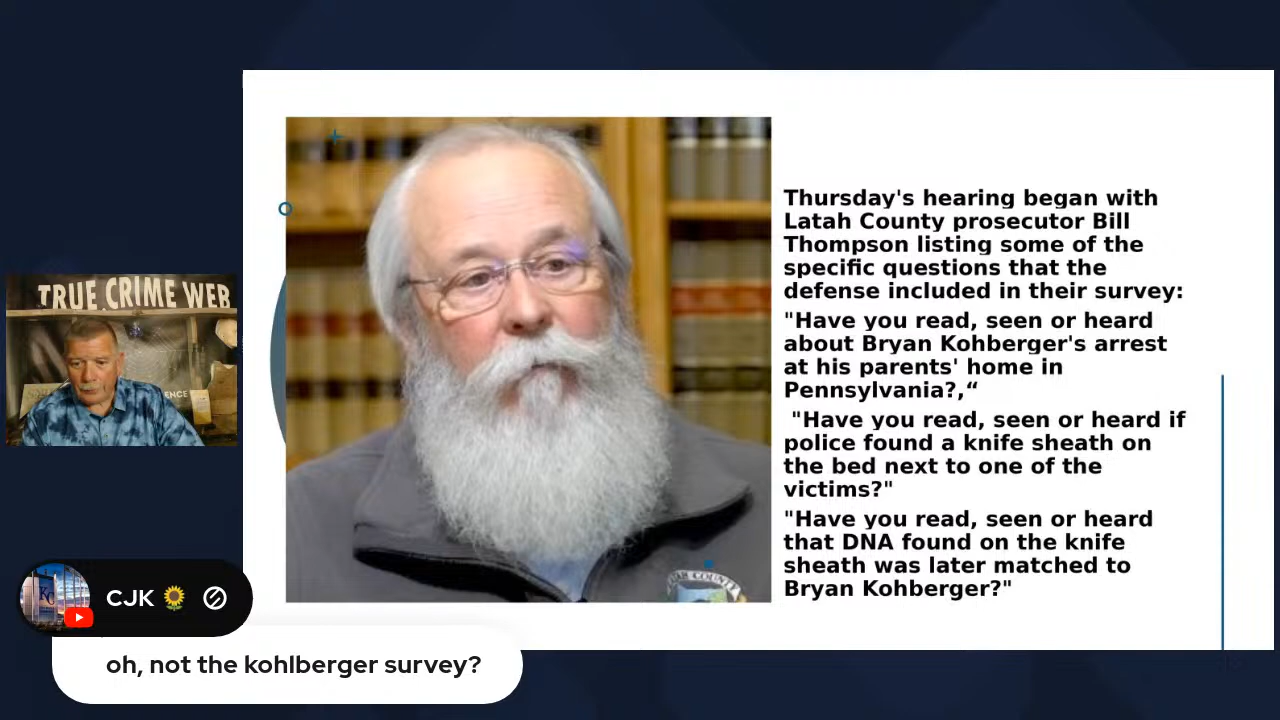 TRUE CRIME WEB
ENCE
Thursday's hearing began with
Latah County prosecutor Bill
Thompson listing some of the
specific questions that the
defense included in their survey:
"Have you read, seen or heard
about Bryan Kohberger's arrest
at his parents' home in
Pennsylvania?,“
"Have you read, seen or heard if
police found a knife sheath on
the bed next to one of the
victims?"
"Have you read, seen or heard
that DNA found on the knife
sheath was later matched to
Bryan Kohberger?"
COUNTY
KC
CJK 🌻
oh, not the kohlberger survey?